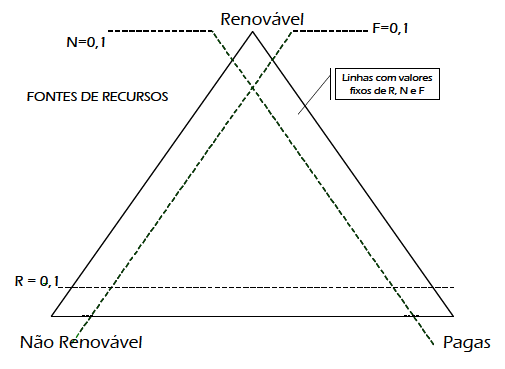 Renovável
N=0,1
F=0,1
FONTES DE RECURSOS
Linhas com valores
fixos de R, N e F
R = 0,1
Não Renovável
Pagas